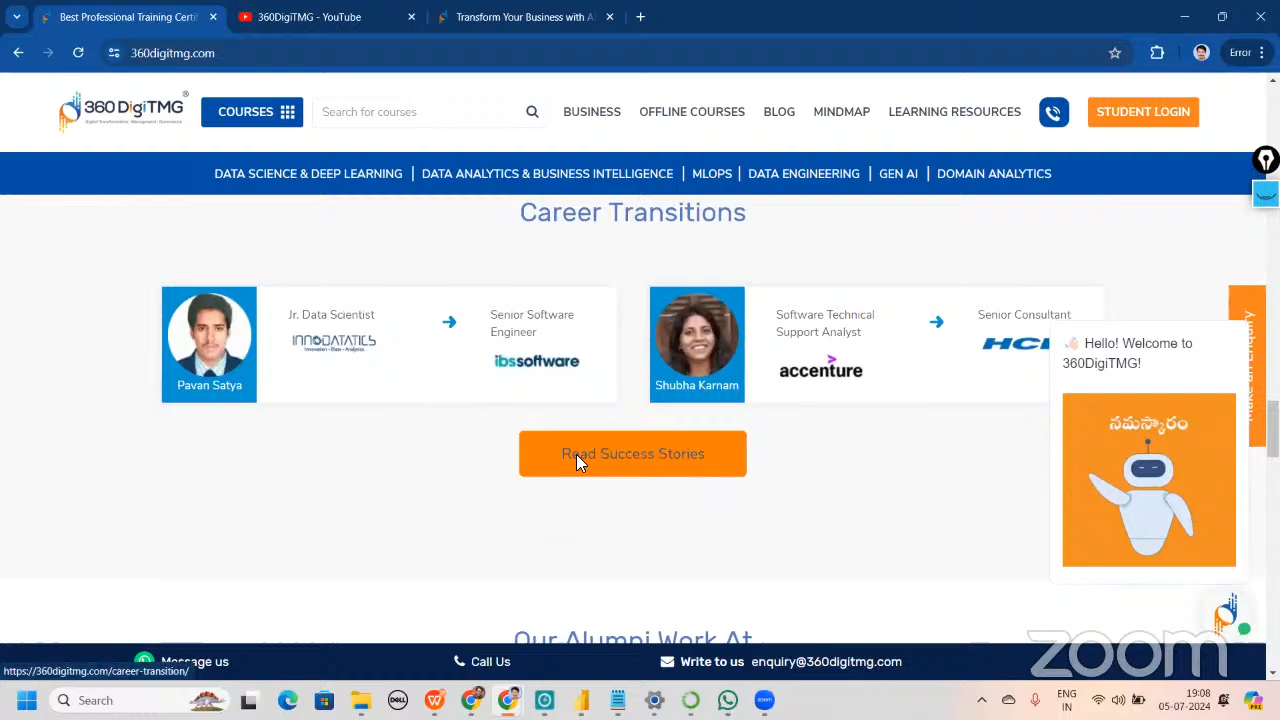 Best Professional Training Certi
360DigiTMG - YouTube
Transform Your Business with A
360digitmg.com
Error
360 DigiTMG
®
COURSES
Search for courses
BUSINESS
OFFLINE COURSES
BLOG
MINDMAP
LEARNING RESOURCES
STUDENT LOGIN
DATA SCIENCE & DEEP LEARNING | DATA ANALYTICS & BUSINESS INTELLIGENCE | MLOPS | DATA ENGINEERING | GEN AI | DOMAIN ANALYTICS
Career Transitions
Pavan Satya
Jr. Data Scientist
INNODATATICS
Senior Software
Engineer
ibssoftware
Shubha Karnam
Software Technical
Support Analyst
accenture
Senior Consultant
HCL
Make an Enquiry
Hello! Welcome to
360DigiTMG!
నమస్కారం
Read Success Stories
Our Alumni Work At
Message us
Call Us
Write to us enquiry@360digitmg.com
https://360digitmg.com/career-transition/
zoom
Search
DELL
zoom
ENG
IN
19:08
05-07-2024
PRE